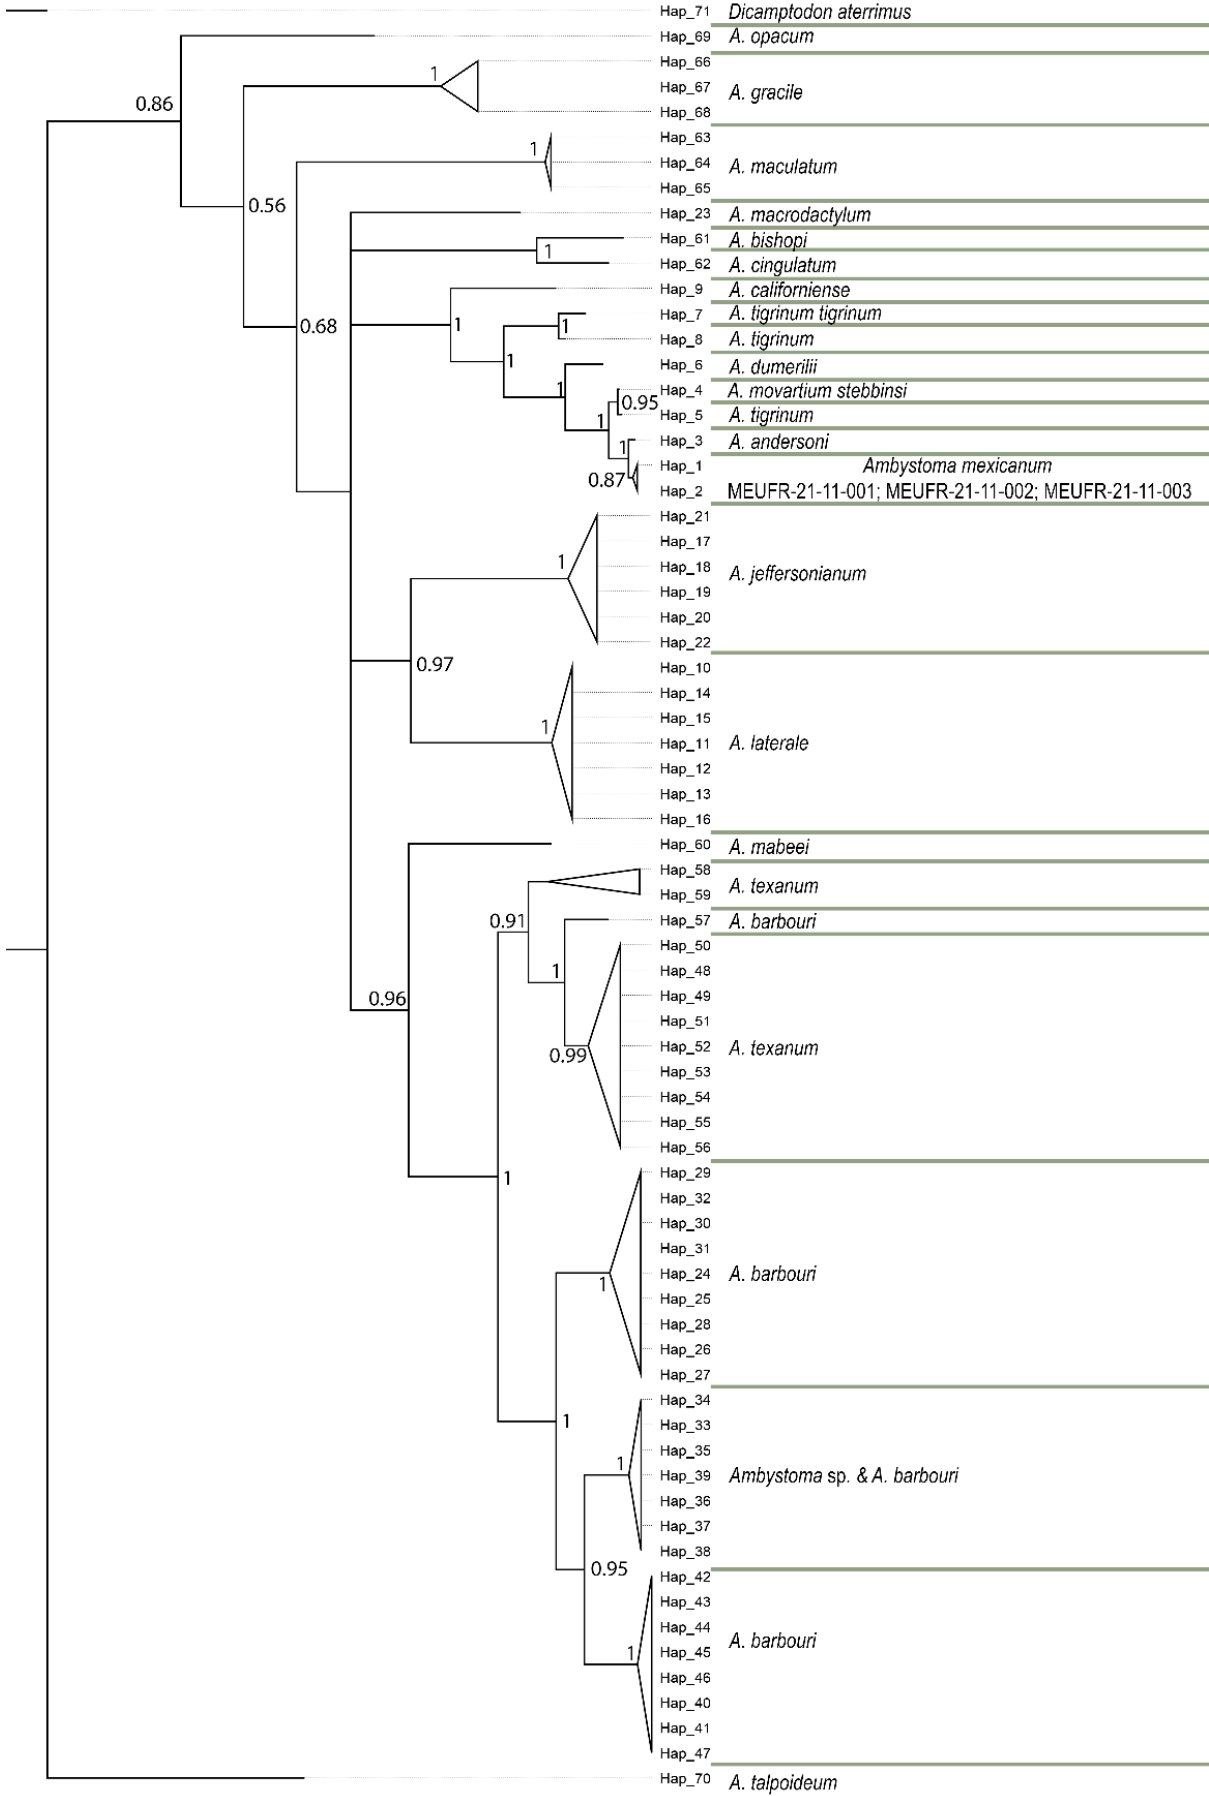 Hap_71 Dicamptodon aterrimus
Hap_69 A. opacum
Hap_66
1
Hap_67 A. gracile
0.86
Hap_68
Hap_63
1
Hap_64 A. maculatum
Hap_65
0.56
Hap_23 A. macrodactylum
Hap_61 A. bishopi
1
Hap_62 A. cingulatum
Hap_9 A. californiense
Hap_7 A. tigrinum tigrinum
0.68
1
1
Hap_8 A. tigrinum
1
Hap_6 A. dumerilii
1
Hap_4 A. movartium stebbinsi
0.95
Hap_5 A. tigrinum
1
Hap_3 A. andersoni
1
Hap_1 Ambystoma mexicanum
0.87
Hap_2 MEUFR-21-11-001; MEUFR-21-11-002; MEUFR-21-11-003
Hap_21
Hap_17
1
Hap_18 A. jeffersonianum
Hap_19
Hap_20
Hap_22
0.97
Hap_10
Hap_14
Hap_15
1
Hap_11 A. laterale
Hap_12
Hap_13
Hap_16
Hap_60 A. mabeei
Hap_58
A. texanum
Hap_59
0.91
Hap_57 A. barbouri
Hap_50
1
Hap_48
Hap_49
0.96
Hap_51
Hap_52 A. texanum
0.99
Hap_53
Hap_54
Hap_55
Hap_56
Hap_29
1
Hap_32
Hap_30
Hap_31
Hap_24 A. barbouri
1
Hap_25
Hap_28
Hap_26
Hap_27
Hap_34
1
Hap_33
Hap_35
1
Hap_39 Ambystoma sp. & A. barbouri
Hap_36
Hap_37
Hap_38
0.95
Hap_42
Hap_43
Hap_44
A. barbouri
1
Hap_45
Hap_46
Hap_40
Hap_41
Hap_47
Hap_70 A. talpoideum